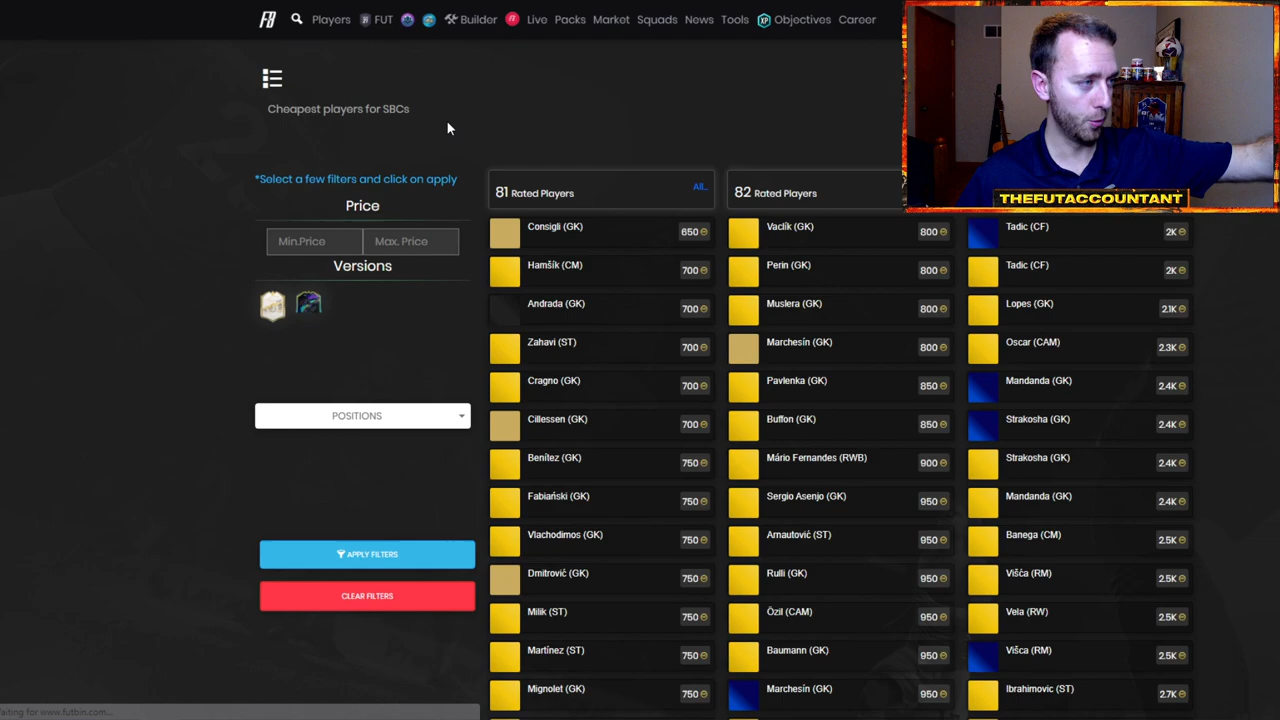 Players FUT Builder Live Packs Market Squads News Tools XP Objectives Career
Cheapest players for SBCs
*Select a few filters and click on apply
Price
Min.Price Max. Price
Versions
POSITIONS
APPLY FILTERS
CLEAR FILTERS
81 Rated Players All..
Consigli (GK) 650
Hamšík (CM) 700
Andrada (GK) 700
Zahavi (ST) 700
Cragno (GK) 700
Cillessen (GK) 700
Benítez (GK) 750
Fabiański (GK) 750
Vlachodimos (GK) 750
Dmitrović (GK) 750
Milik (ST) 750
Martínez (ST) 750
Mignolet (GK) 750
82 Rated Players
Vaclík (GK) 800
Perin (GK) 800
Muslera (GK) 800
Marchesín (GK) 800
Pavlenka (GK) 850
Buffon (GK) 850
Mário Fernandes (RWB) 900
Sergio Asenjo (GK) 950
Arnautović (ST) 950
Rulli (GK) 950
Özil (CAM) 950
Baumann (GK) 950
Marchesín (GK) 950
Tadic (CF) 2K
Tadic (CF) 2K
Lopes (GK) 2.1K
Oscar (CAM) 2.3K
Mandanda (GK) 2.4K
Strakosha (GK) 2.4K
Strakosha (GK) 2.4K
Mandanda (GK) 2.4K
Banega (CM) 2.5K
Višća (RM) 2.5K
Vela (RW) 2.5K
Višca (RM) 2.5K
Ibrahimovic (ST) 2.7K
THEFUTACCOUNTANT
aiting for www.futbin.com...